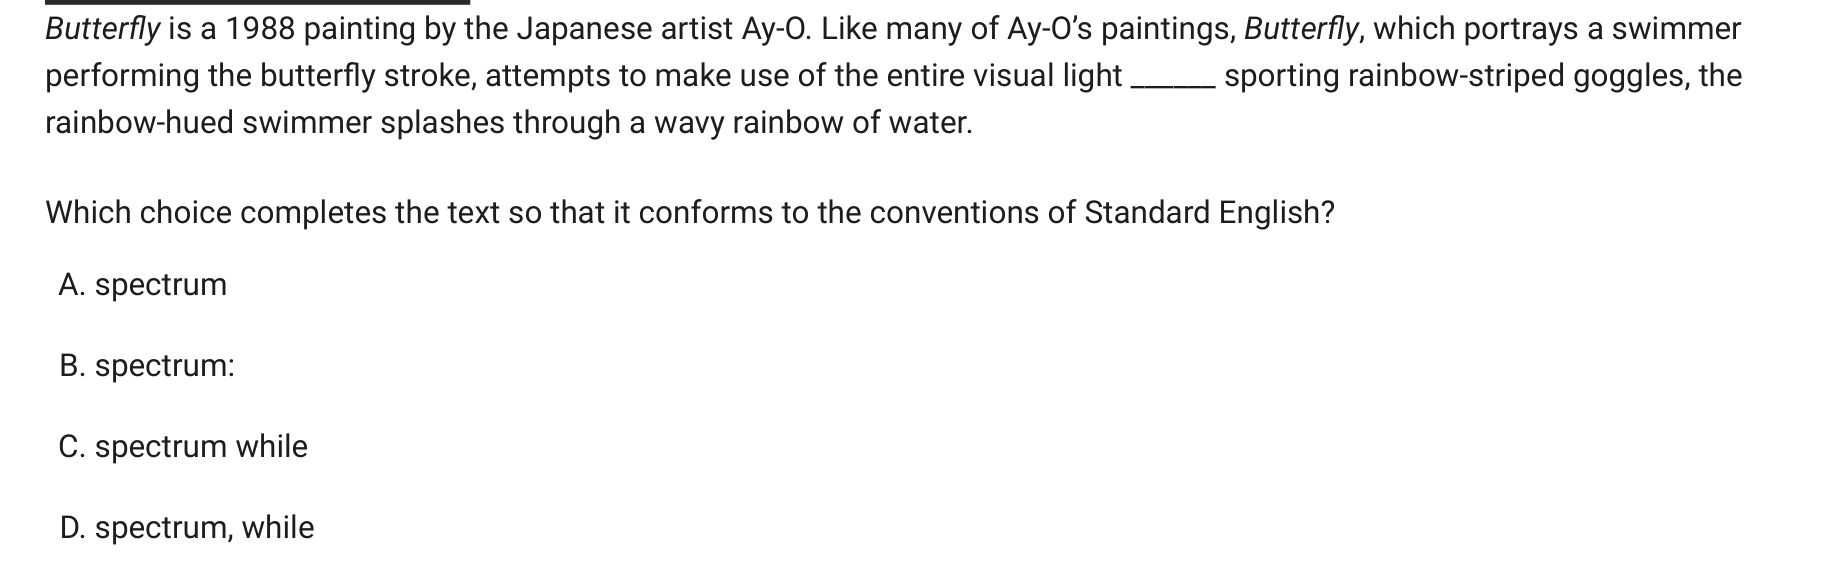 Butterfly is a 1988 painting by the Japanese artist Ay-O. Like many of Ay-O’s paintings, Butterfly, which portrays a swimmer
performing the butterfly stroke, attempts to make use of the entire visual light ______ sporting rainbow-striped goggles, the
rainbow-hued swimmer splashes through a wavy rainbow of water.
Which choice completes the text so that it conforms to the conventions of Standard English?
A. spectrum
B. spectrum:
C. spectrum while
D. spectrum, while